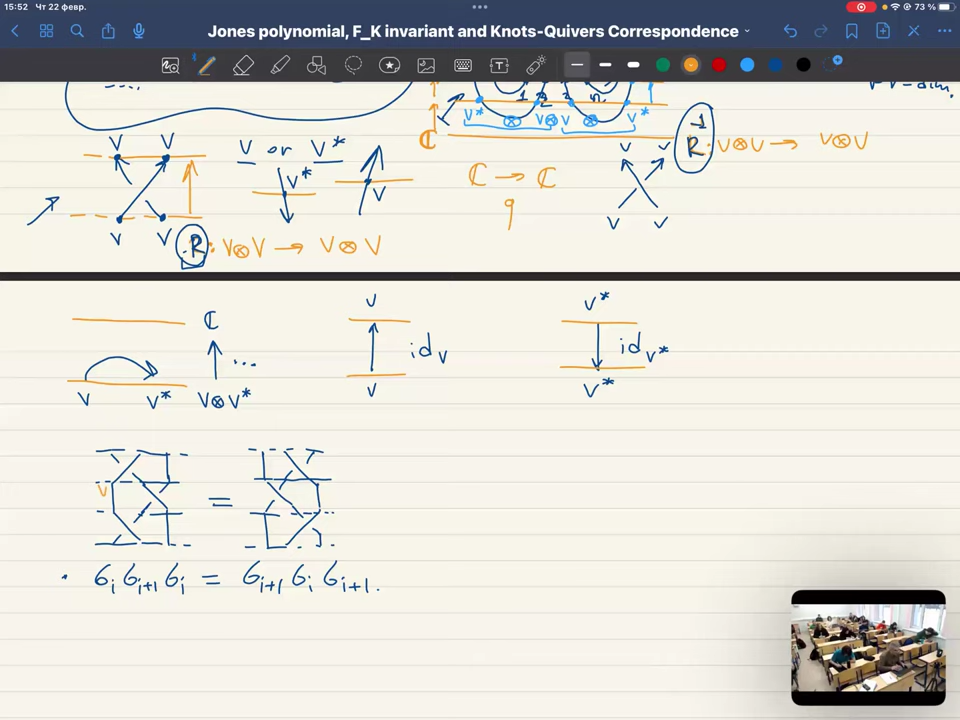 15:52 Чт 22 февр.
73 %
Jones polynomial, F_K invariant and Knots-Quivers Correspondence
V* ⊗ V ⊗ V V*
ℂ
V V
V or V*
V*
V
V V
ℂ → ℂ
q
R⁻¹: V⊗V → V⊗V
V V
V V
R: V⊗V → V⊗V
ℂ
V V*
V⊗V*
...
V
id_V
V
V*
id_V*
V*
V
=
· σ_i σ_{i+1} σ_i = σ_{i+1} σ_i σ_{i+1}.